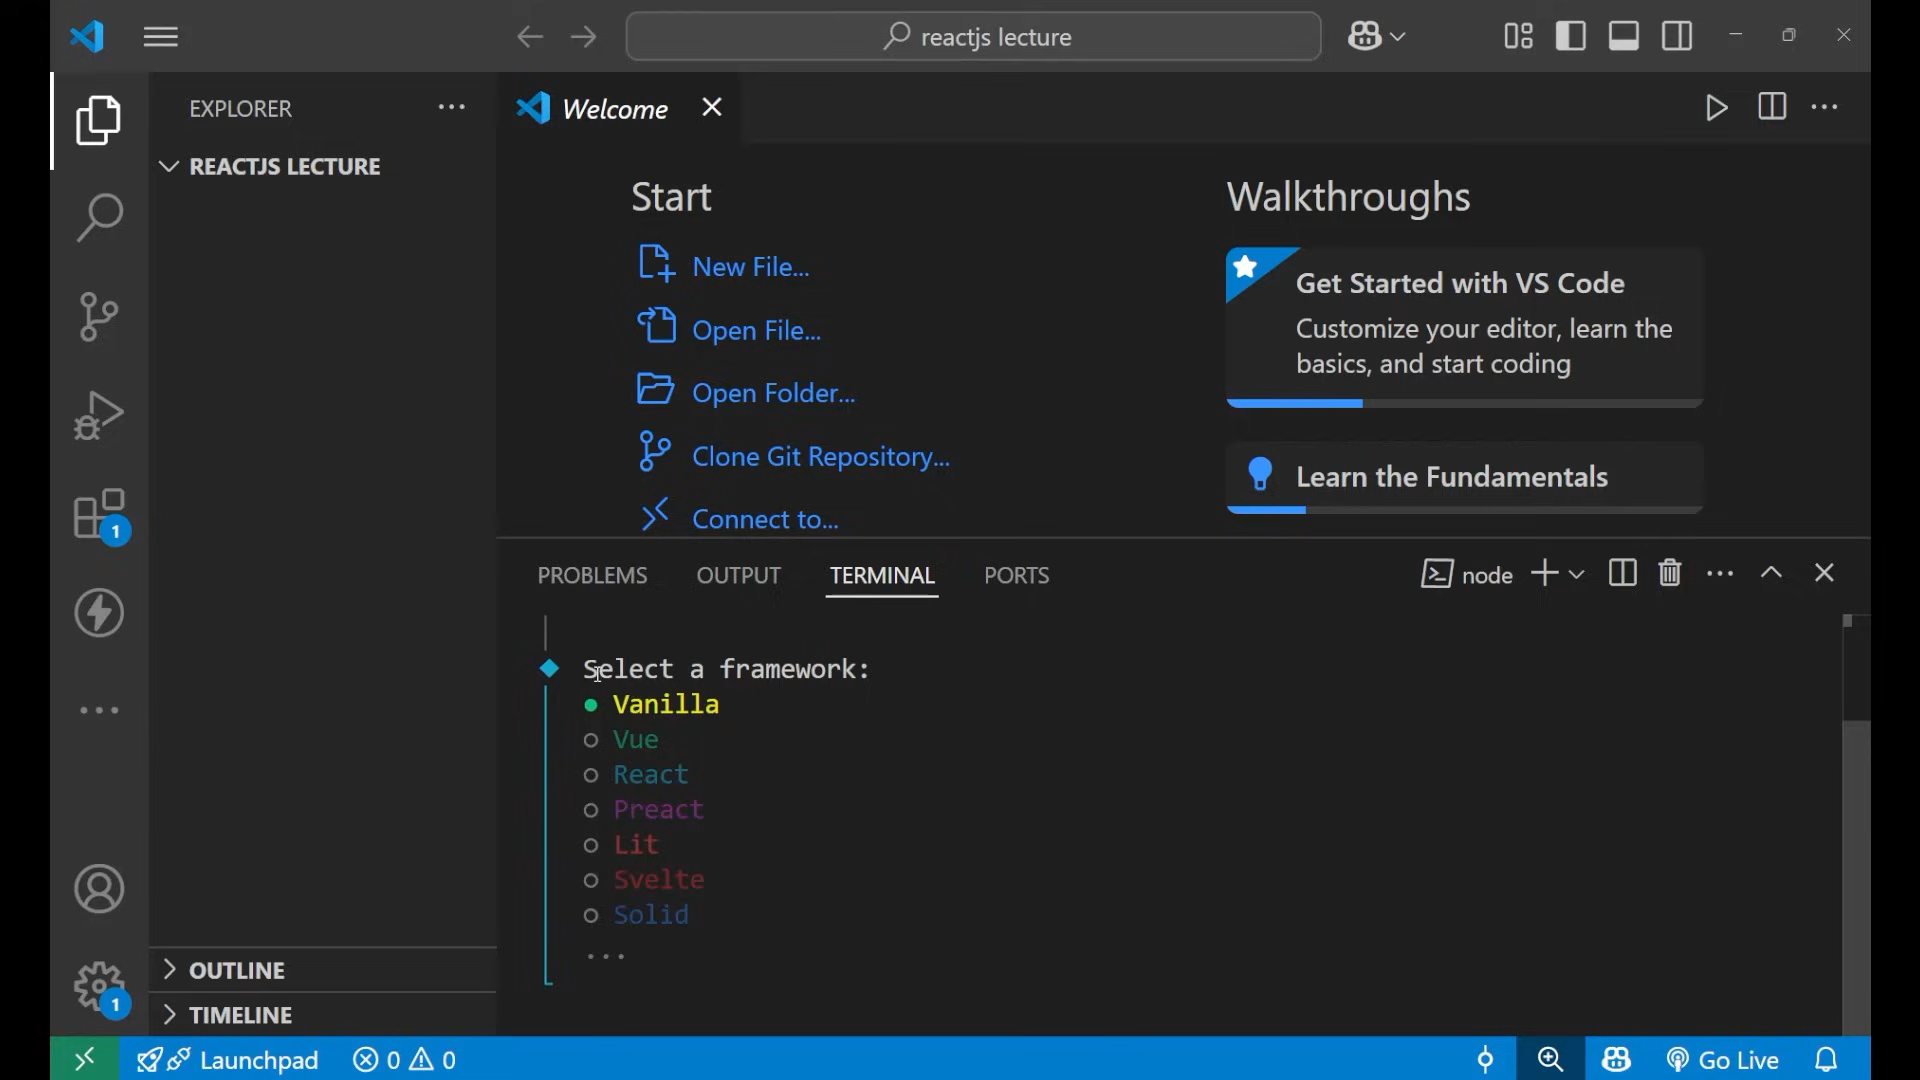 reactjs lecture
EXPLORER
Welcome
REACTJS LECTURE
Start
New File...
Open File...
Open Folder...
Clone Git Repository...
Connect to...
Walkthroughs
Get Started with VS Code
Customize your editor, learn the
basics, and start coding
Learn the Fundamentals
1
PROBLEMS OUTPUT TERMINAL PORTS
node
Select a framework:
Vanilla
Vue
React
Preact
Lit
Svelte
Solid
...
OUTLINE
1
TIMELINE
Launchpad 0 0
Go Live